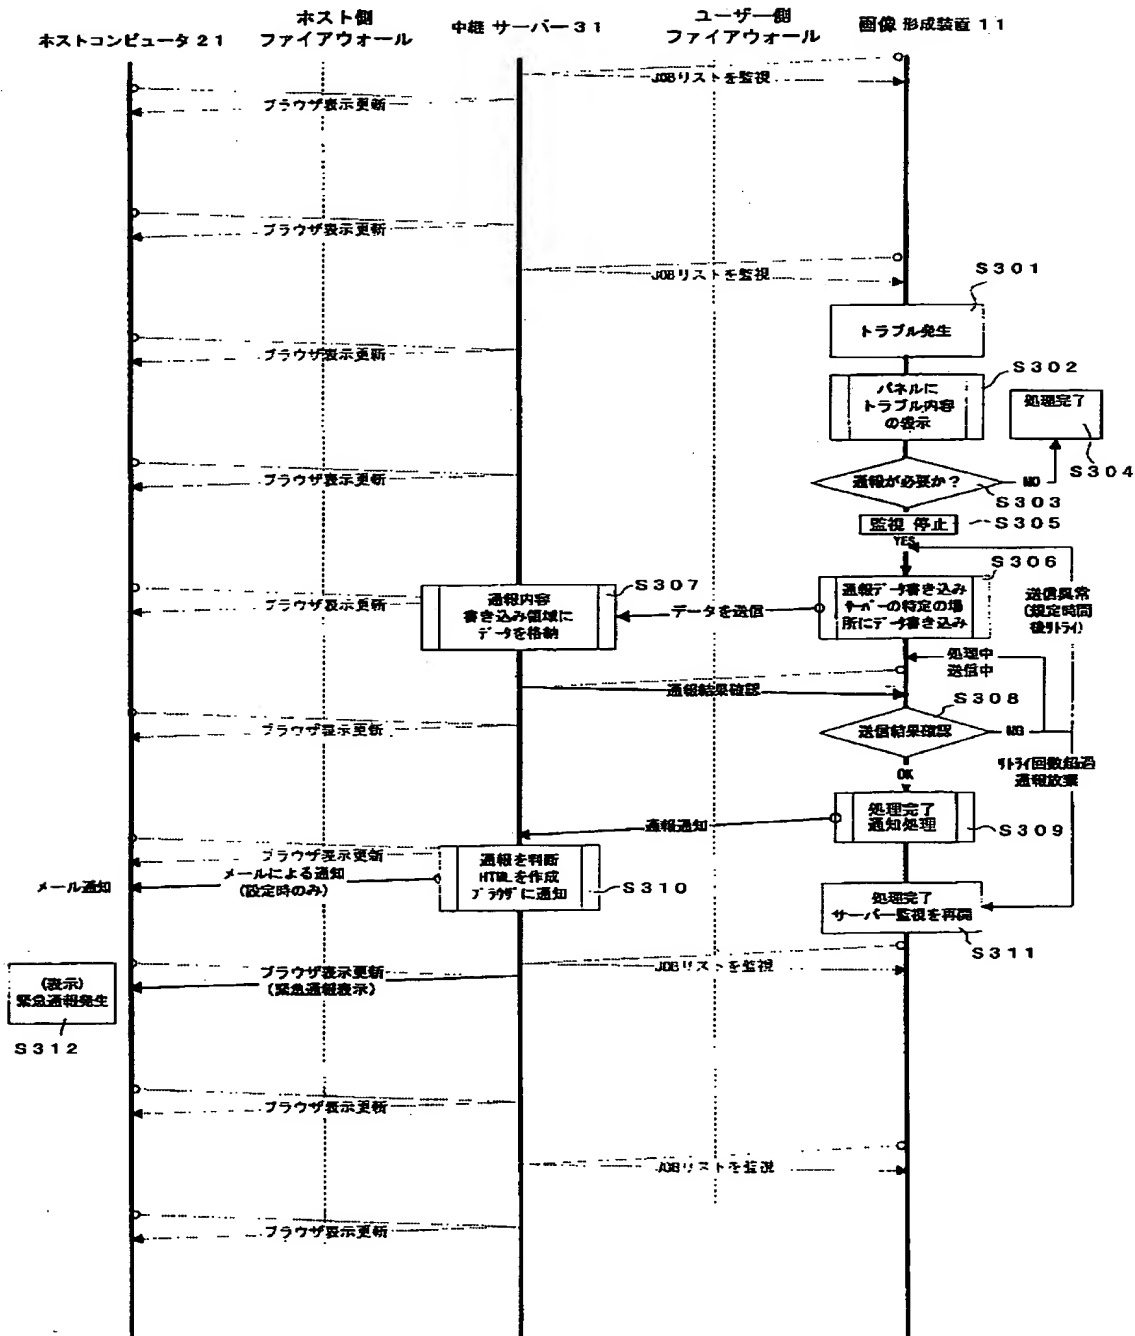 ホストコンピュータ21
ホスト側
ファイアウォール
中継 サーバー31
ユーザー側
ファイアウォール
画像 形成装置 11
JOBリストを監視
ブラウザ表示更新
ブラウザ表示更新
JOBリストを監視
S301
トラブル発生
ブラウザ表示更新
S302
パネルに
トラブル内容
の表示
処理完了
S304
ブラウザ表示更新
通報が必要か？
NO
S303
監視 停止
S305
YES
S306
S307
ブラウザ表示更新
通報内容
書き込み領域に
データを格納
データを送信
通報データ書き込み
サーバーの特定の場
所にデータ書き込み
送信異常
(規定時間
後リトライ)
処理中
送信中
通報結果確認
S308
ブラウザ表示更新
送信結果確認
NG
リトライ回数超過
通報放棄
OK
通報通知
処理完了
通知処理
S309
ブラウザ表示更新
メール通知
メールによる通知
(設定時のみ)
通報を判断
HTMLを作成
ブラウザに通知
S310
処理完了
サーバー監視を再開
S311
(表示)
緊急通報発生
S312
ブラウザ表示更新
(緊急通報表示)
JOBリストを監視
ブラウザ表示更新
JOBリストを監視
ブラウザ表示更新